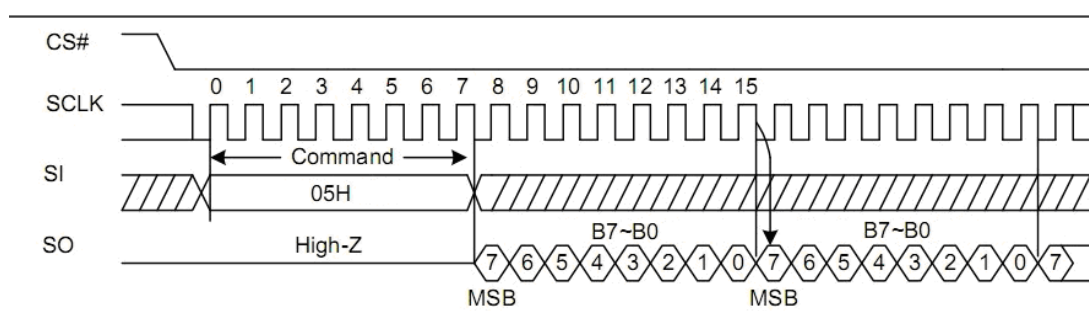 CS#
0 1 2 3 4 5 6 7 8 9 10 11 12 13 14 15
SCLK
Command
SI
05H
B7~B0 B7~B0
SO High-Z
7 6 5 4 3 2 1 0 7 6 5 4 3 2 1 0 7
MSB MSB